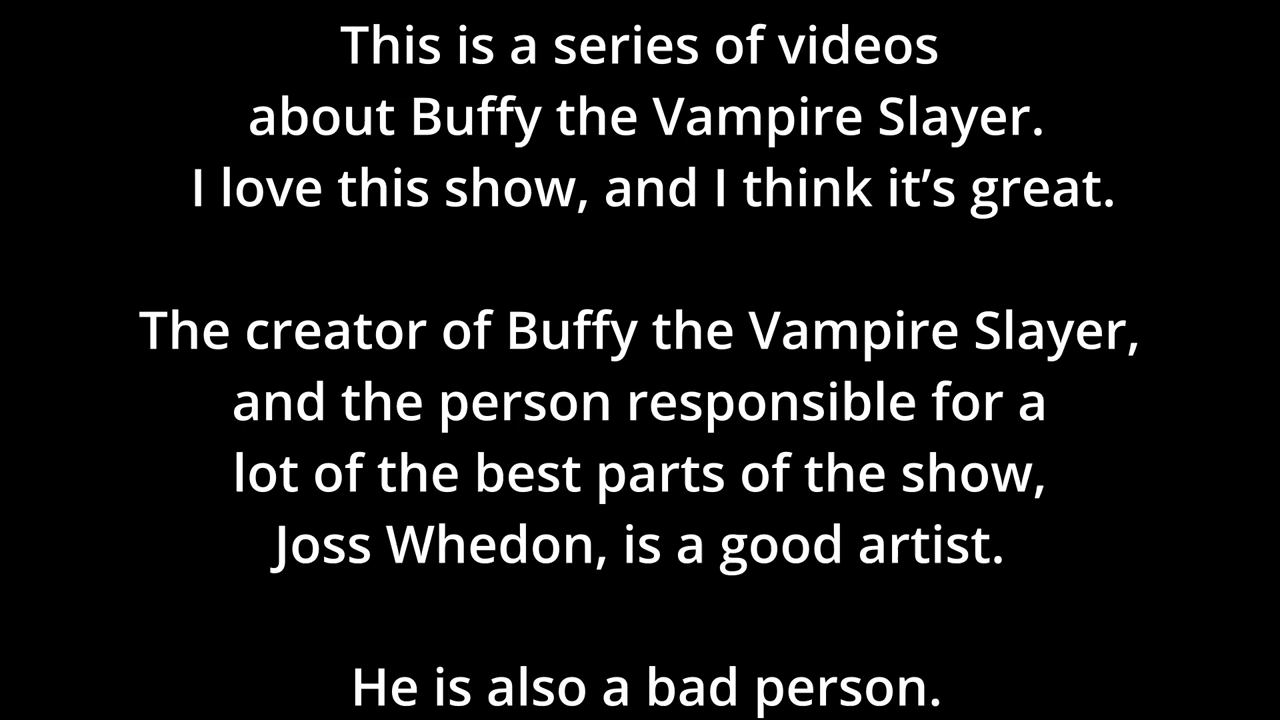 This is a series of videos
about Buffy the Vampire Slayer.
I love this show, and I think it’s great.
The creator of Buffy the Vampire Slayer,
and the person responsible for a
lot of the best parts of the show,
Joss Whedon, is a good artist.
He is also a bad person.